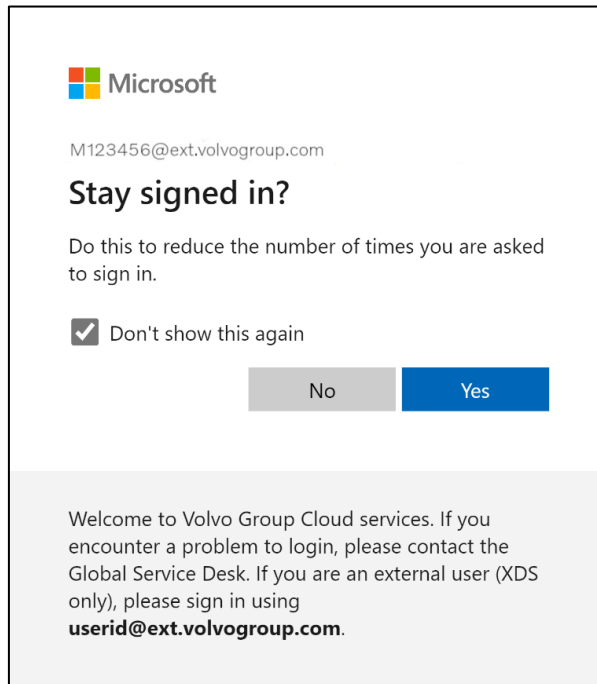 Microsoft
M123456@ext.volvogroup.com
Stay signed in?
Do this to reduce the number of times you are asked
to sign in.
Don't show this again
No
Yes
Welcome to Volvo Group Cloud services. If you
encounter a problem to login, please contact the
Global Service Desk. If you are an external user (XDS
only), please sign in using
userid@ext.volvogroup.com.